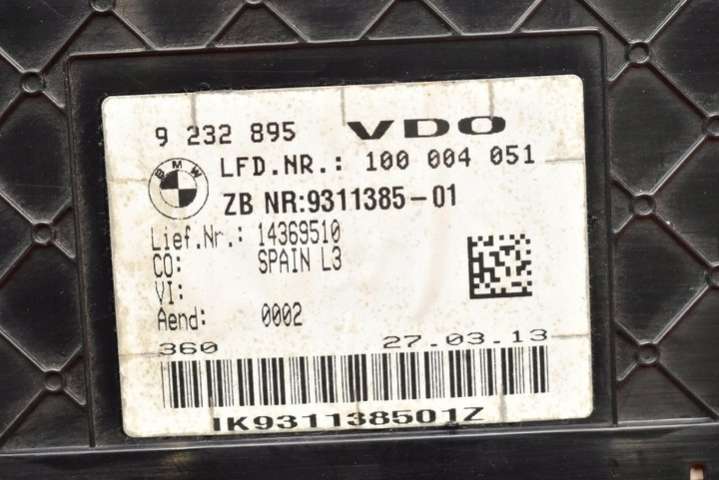 9 232 895 VDO
BMW
LFD.NR.: 100 004 051
ZB NR:9311385-01
Lief.Nr.: 14369510
CO: SPAIN L3
VI:
Aend: 0002
360 27.03.13
IK931138501Z